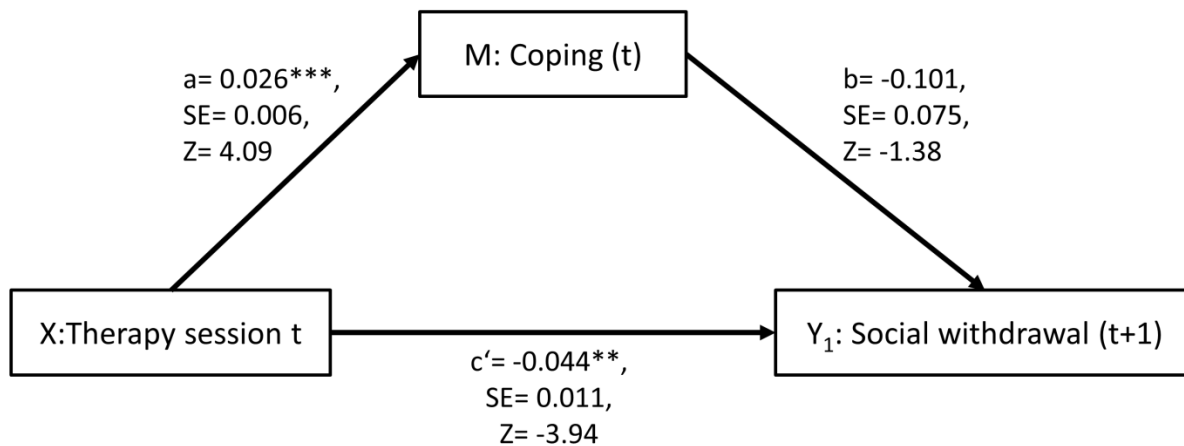 M: Coping (t)
a= 0.026***,
SE= 0.006,
Z= 4.09
b= -0.101,
SE= 0.075,
Z= -1.38
X:Therapy session t
Y₁: Social withdrawal (t+1)
c‘= -0.044**,
SE= 0.011,
Z= -3.94